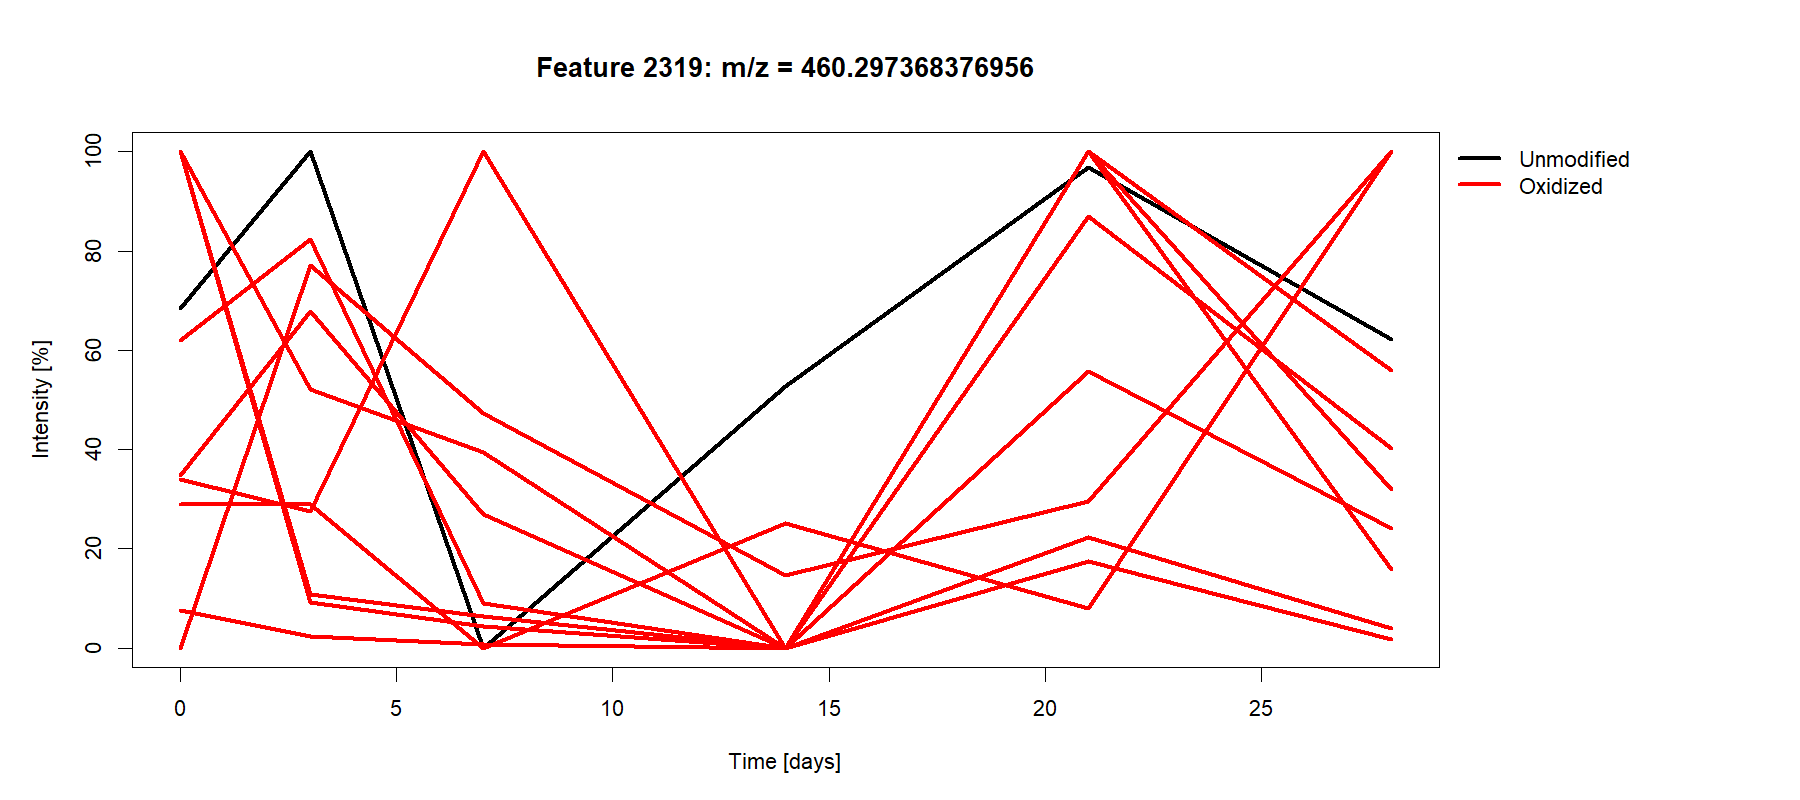 Feature 2319: m/z = 460.297368376956
Intensity [%]
100
80
60
40
20
0
0 5 10 15 20 25
Time [days]
Unmodified
Oxidized